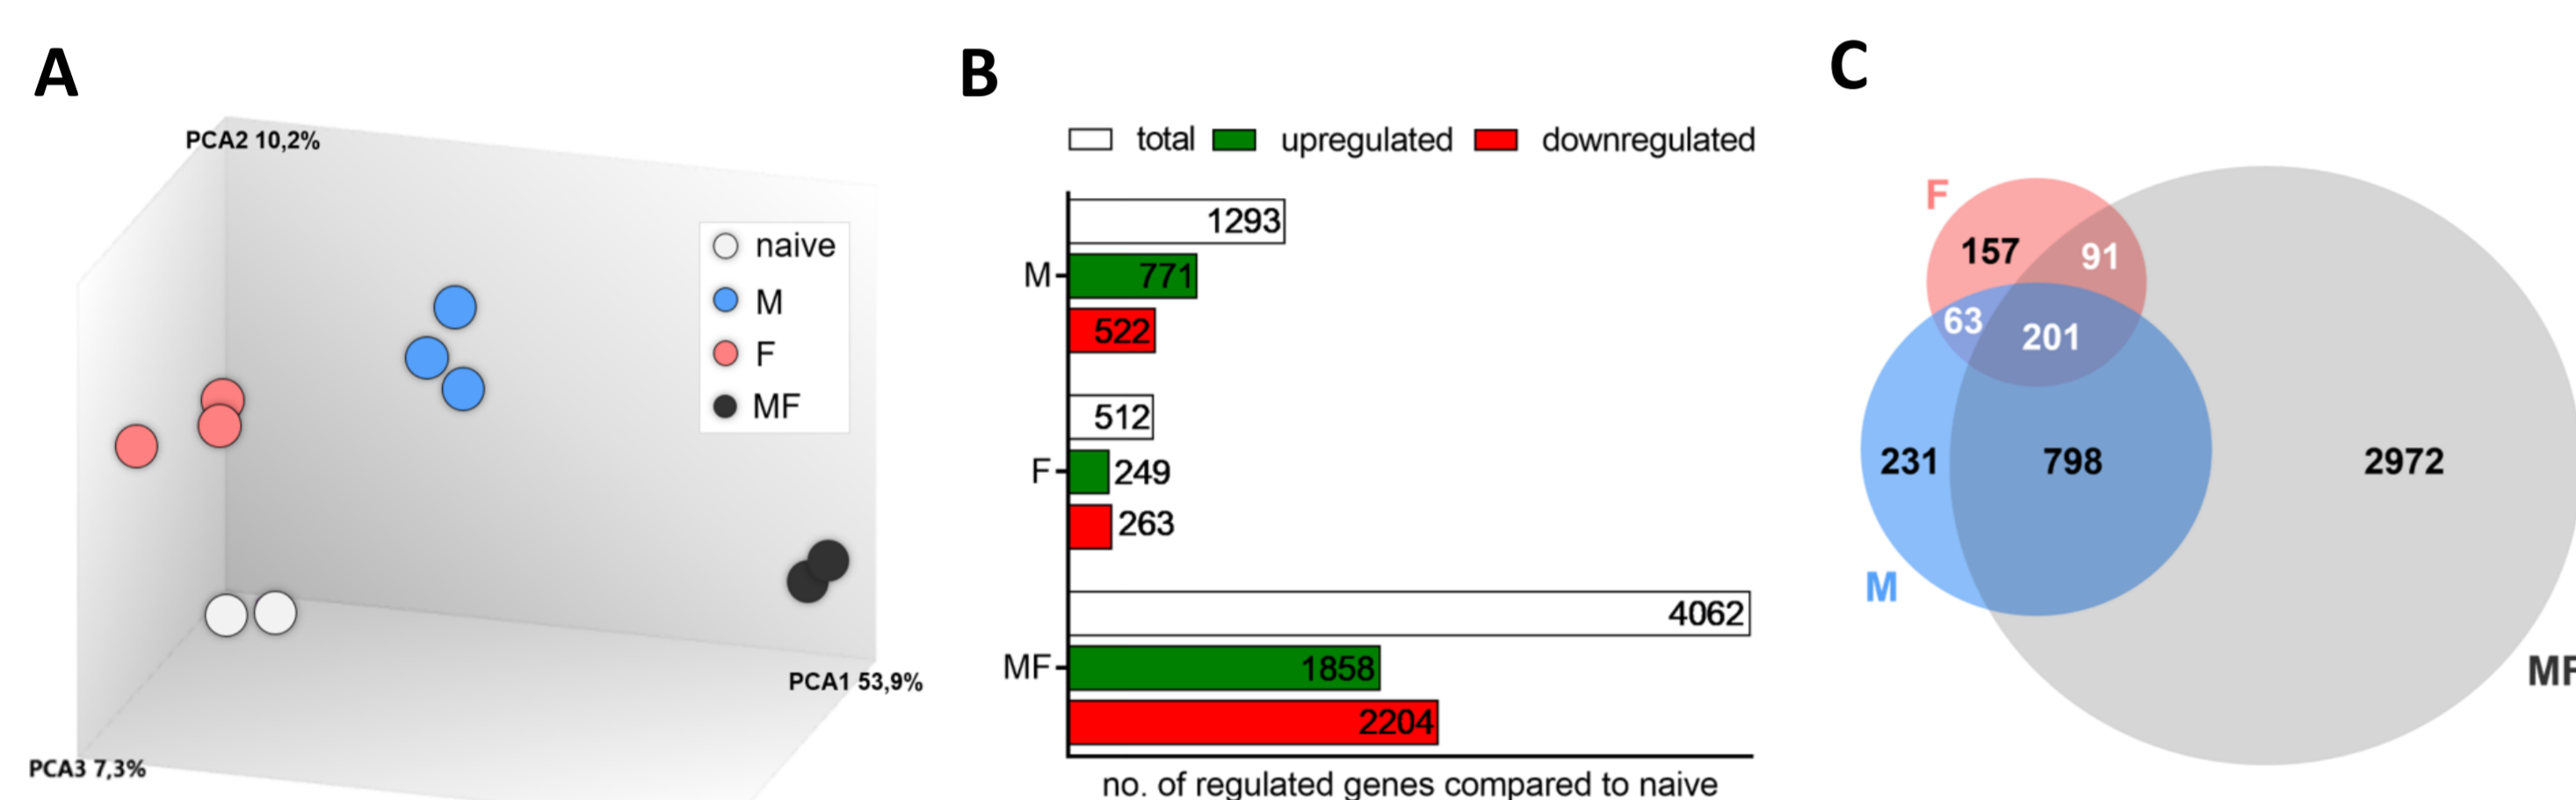 A
PCA2 10,2%
naive
M
F
MF
PCA1 53,9%
PCA3 7,3%
B
total upregulated downregulated
1293
M 771
522
512
F 249
263
4062
MF 1858
2204
no. of regulated genes compared to naive
C
F
157 91
63 201
231 798 2972
M
MF